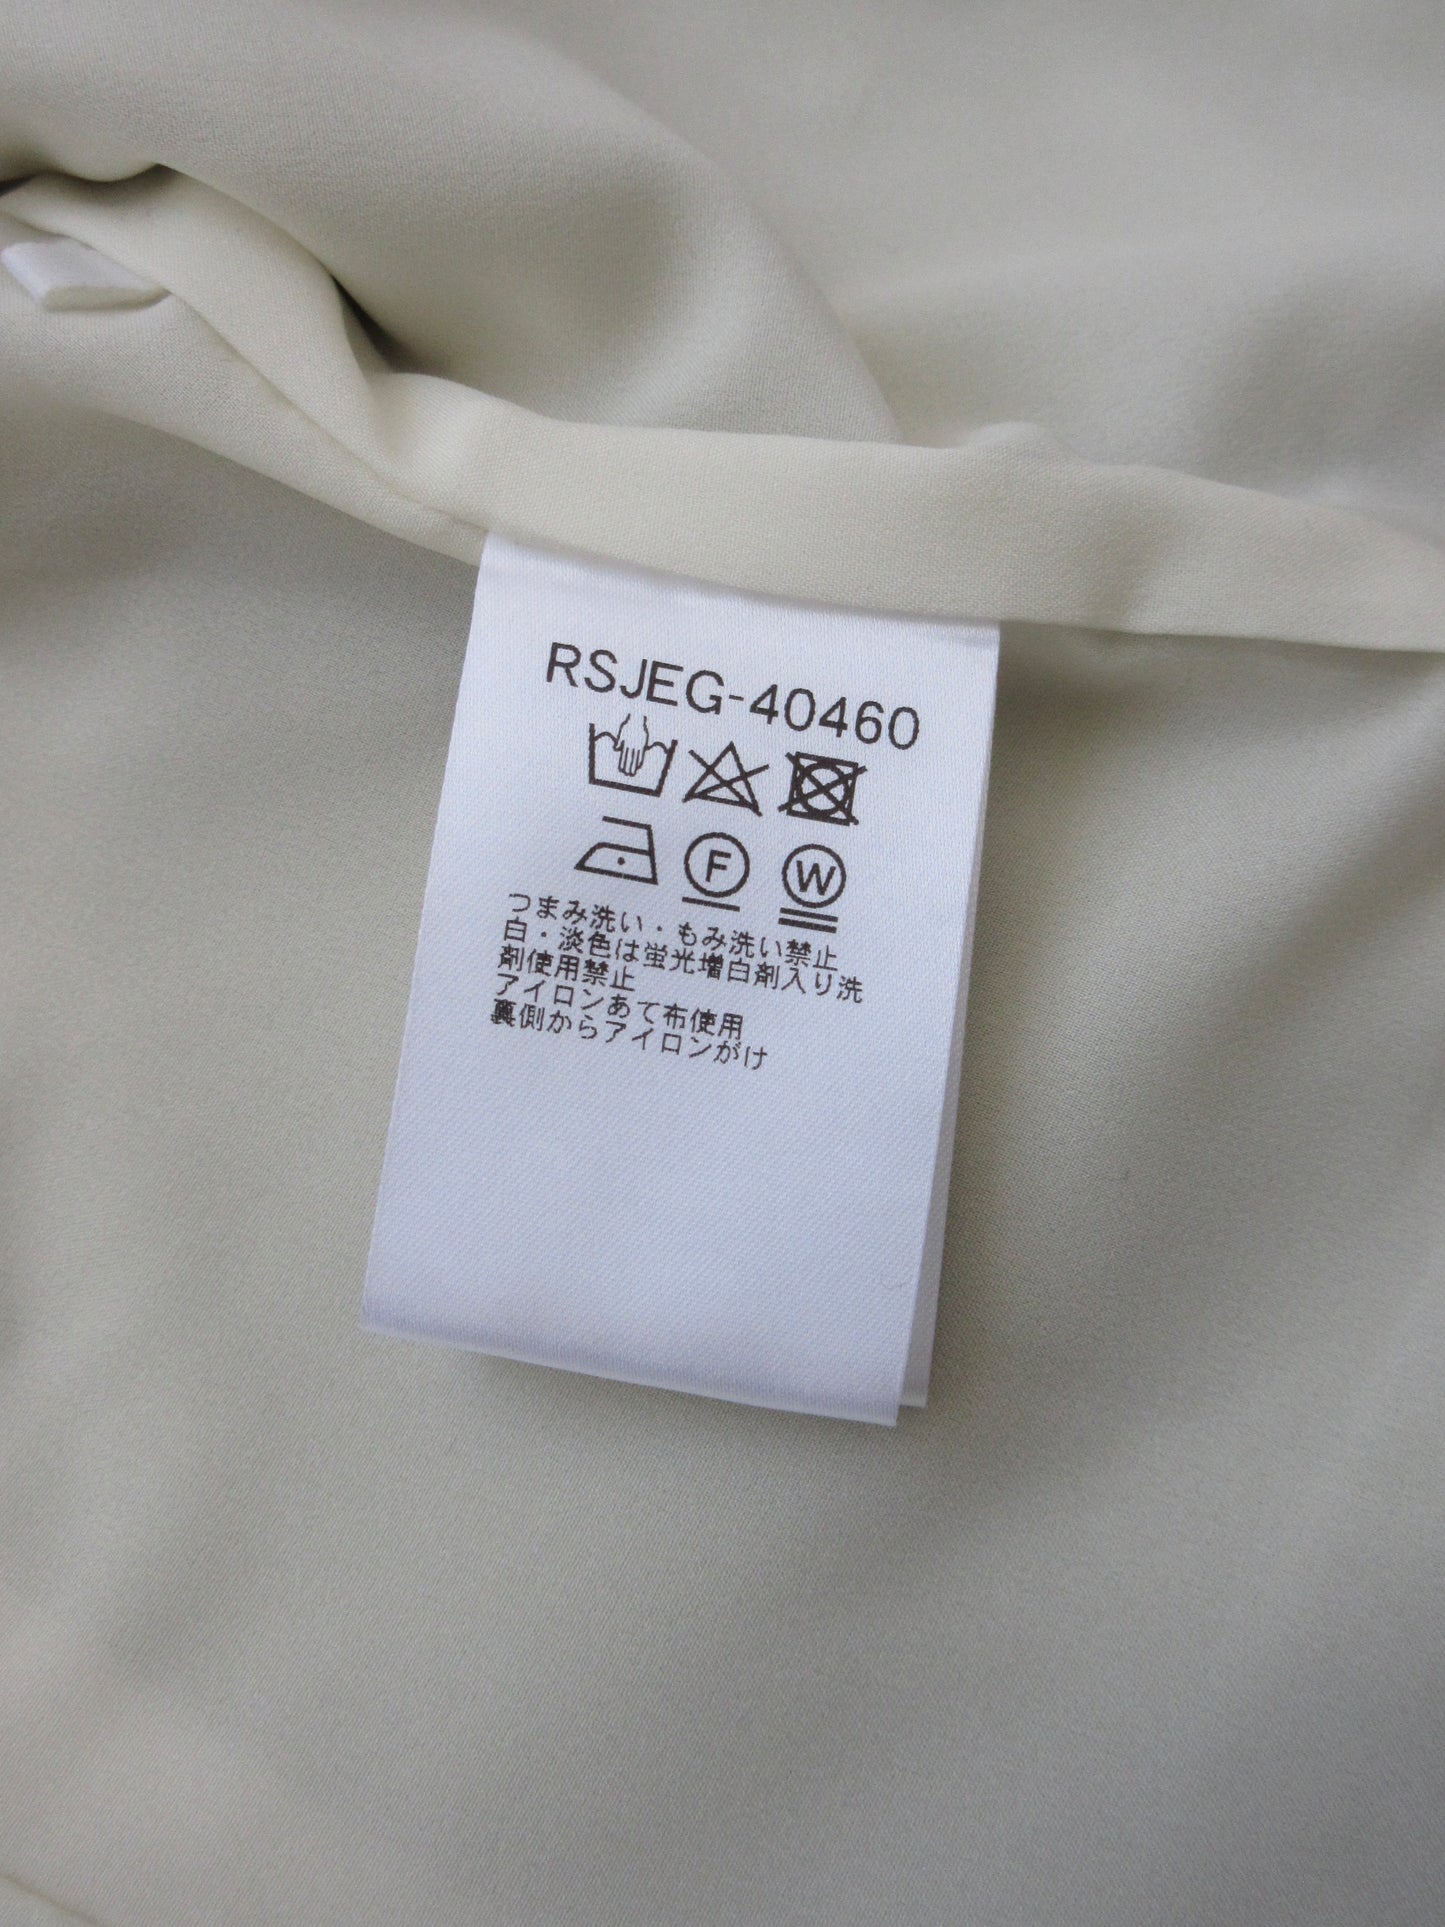 RSJEG-40460
F W
つまみ洗い・もみ洗い禁止
白・淡色は蛍光増白剤入り洗
剤使用禁止
アイロンあて布使用
裏側からアイロンがけ